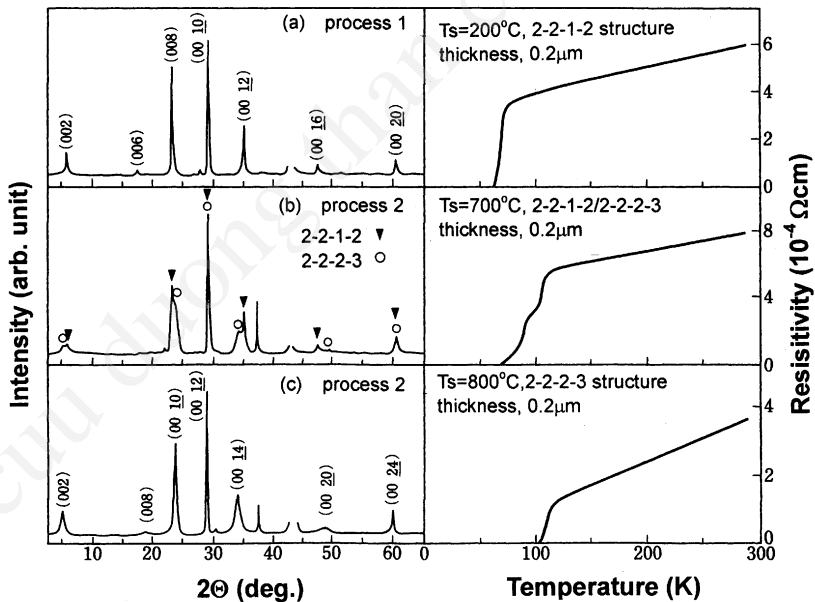 (a) process 1
(002)
(006)
(008)
(00 10)
(00 12)
(00 16)
(00 20)
Ts=200°C, 2-2-1-2 structure
thickness, 0.2μm
6
4
2
0
(b) process 2
2-2-1-2 ▼
2-2-2-3 ○
Ts=700°C, 2-2-1-2/2-2-2-3
thickness, 0.2μm
8
4
0
(c) process 2
(002)
(008)
(00 10)
(00 12)
(00 14)
(00 20)
(00 24)
Ts=800°C,2-2-2-3 structure
thickness, 0.2μm
4
2
0
10 20 30 40 50 60
0 100 200 300
2Θ (deg.)
Temperature (K)
Intensity (arb. unit)
Resisitivity (10⁻⁴ Ωcm)
cuu duong than c